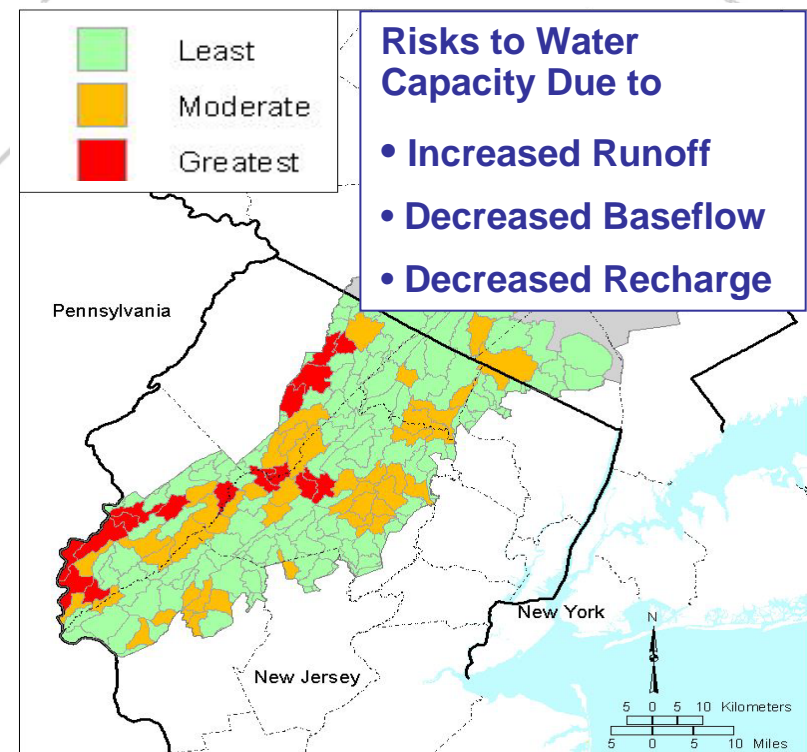 Least
Moderate
Greatest
Risks to Water
Capacity Due to
• Increased Runoff
• Decreased Baseflow
• Decreased Recharge
Pennsylvania
New York
New Jersey
N
5 0 5 10 Kilometers
5 0 5 10 Miles